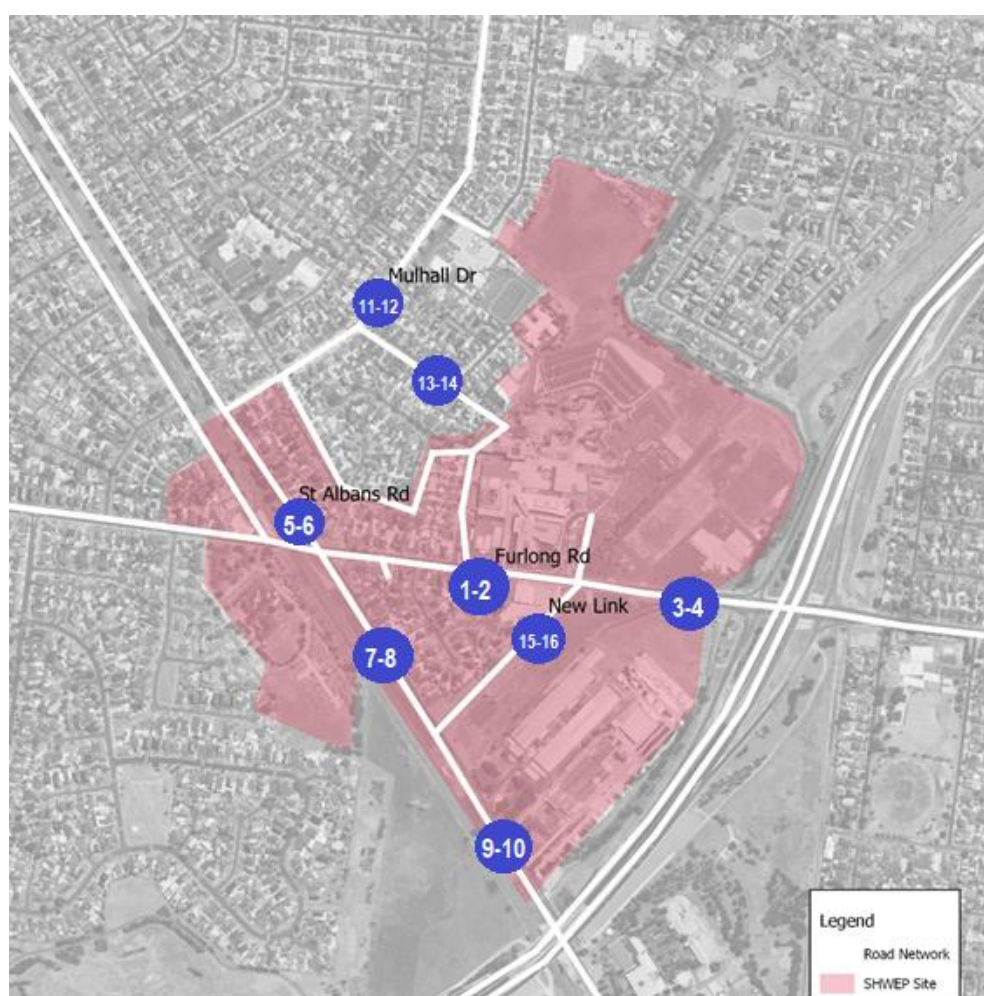 Mulhall Dr
11-12
13-14
St Albans Rd
5-6
Furlong Rd
1-2
New Link
3-4
15-16
7-8
9-10
Legend
Road Network
SHWEP Site